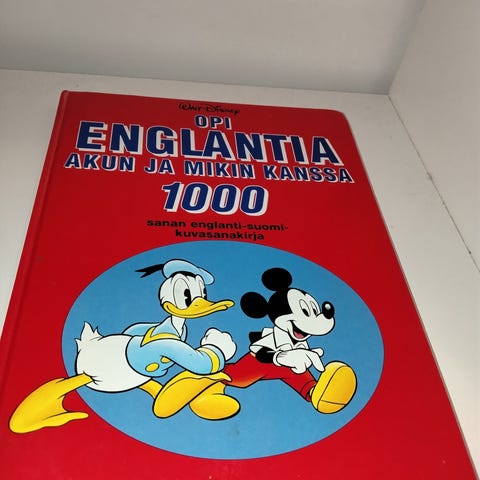 Walt Disney
OPI
ENGLANTIA
AKUN JA MIKIN KANSSA
1000
sanan englanti-suomi-
kuvasanakirja